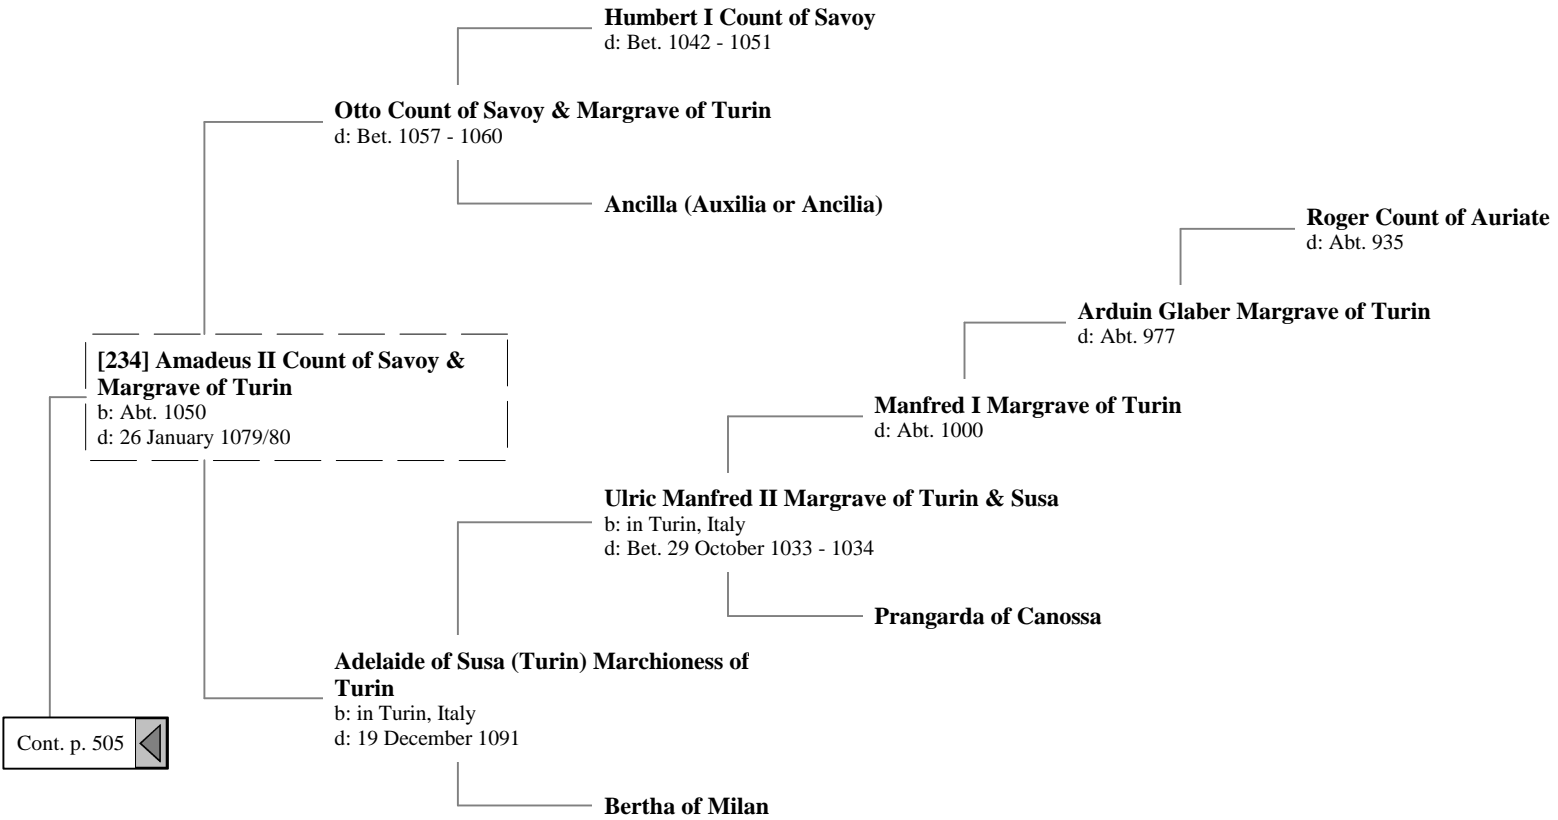 Humbert I Count of Savoy
d: Bet. 1042 - 1051
Otto Count of Savoy & Margrave of Turin
d: Bet. 1057 - 1060
Ancilla (Auxilia or Ancilia)
Roger Count of Auriate
d: Abt. 935
Arduin Glaber Margrave of Turin
d: Abt. 977
[234] Amadeus II Count of Savoy &
Margrave of Turin
b: Abt. 1050
d: 26 January 1079/80
Manfred I Margrave of Turin
d: Abt. 1000
Ulric Manfred II Margrave of Turin & Susa
b: in Turin, Italy
d: Bet. 29 October 1033 - 1034
Prangarda of Canossa
Adelaide of Susa (Turin) Marchioness of
Turin
b: in Turin, Italy
d: 19 December 1091
Cont. p. 505
Bertha of Milan